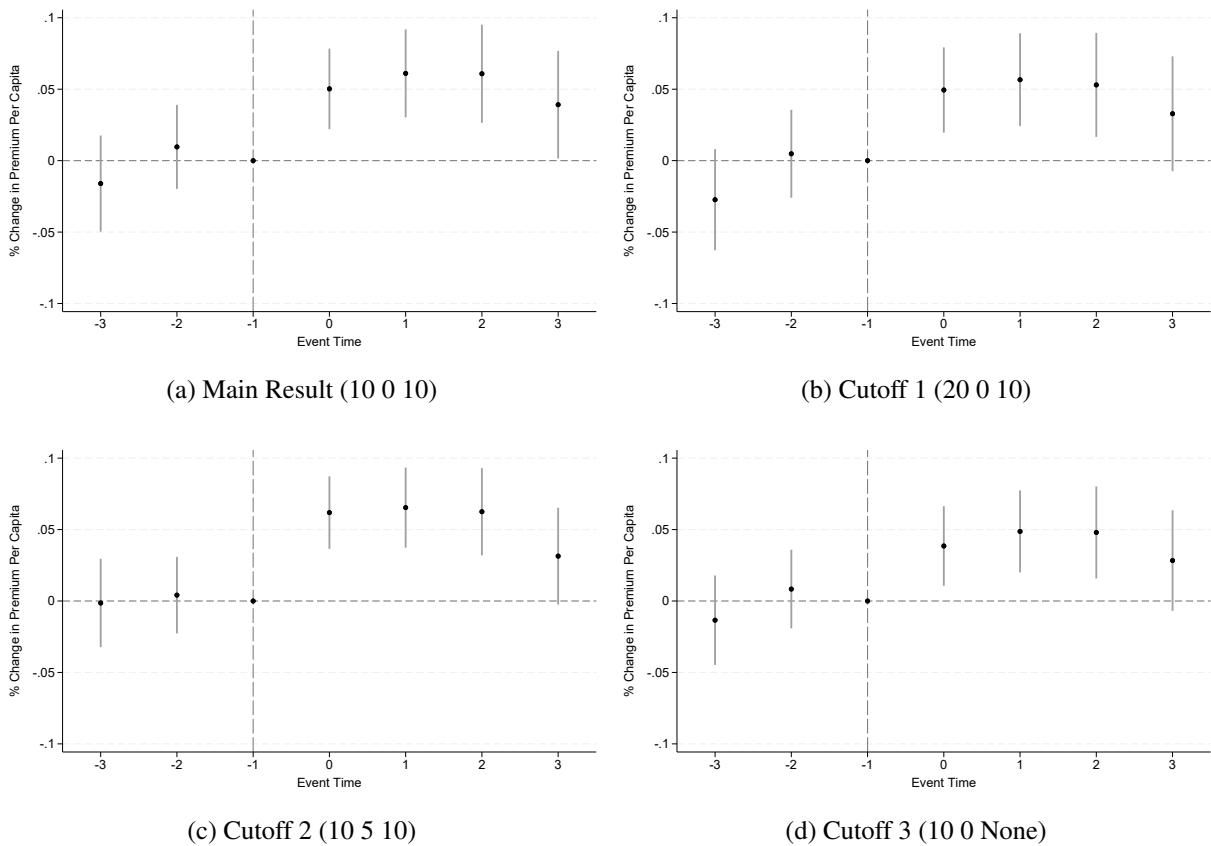 % Change in Premium Per Capita
.1
.05
0
-.05
-.1
-3 -2 -1 0 1 2 3
Event Time
(a) Main Result (10 0 10)
% Change in Premium Per Capita
.1
.05
0
-.05
-.1
-3 -2 -1 0 1 2 3
Event Time
(b) Cutoff 1 (20 0 10)
% Change in Premium Per Capita
.1
.05
0
-.05
-.1
-3 -2 -1 0 1 2 3
Event Time
(c) Cutoff 2 (10 5 10)
% Change in Premium Per Capita
.1
.05
0
-.05
-.1
-3 -2 -1 0 1 2 3
Event Time
(d) Cutoff 3 (10 0 None)